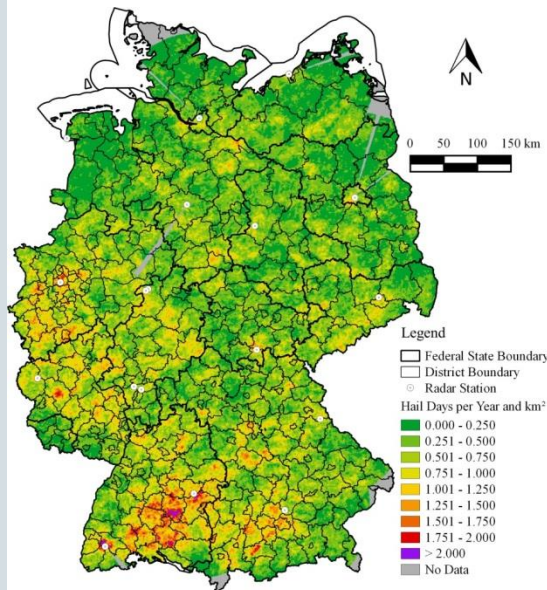 N
0 50 100 150 km
Legend
Federal State Boundary
District Boundary
Radar Station
Hail Days per Year and km²
0.000 - 0.250
0.251 - 0.500
0.501 - 0.750
0.751 - 1.000
1.001 - 1.250
1.251 - 1.500
1.501 - 1.750
1.751 - 2.000
> 2.000
No Data